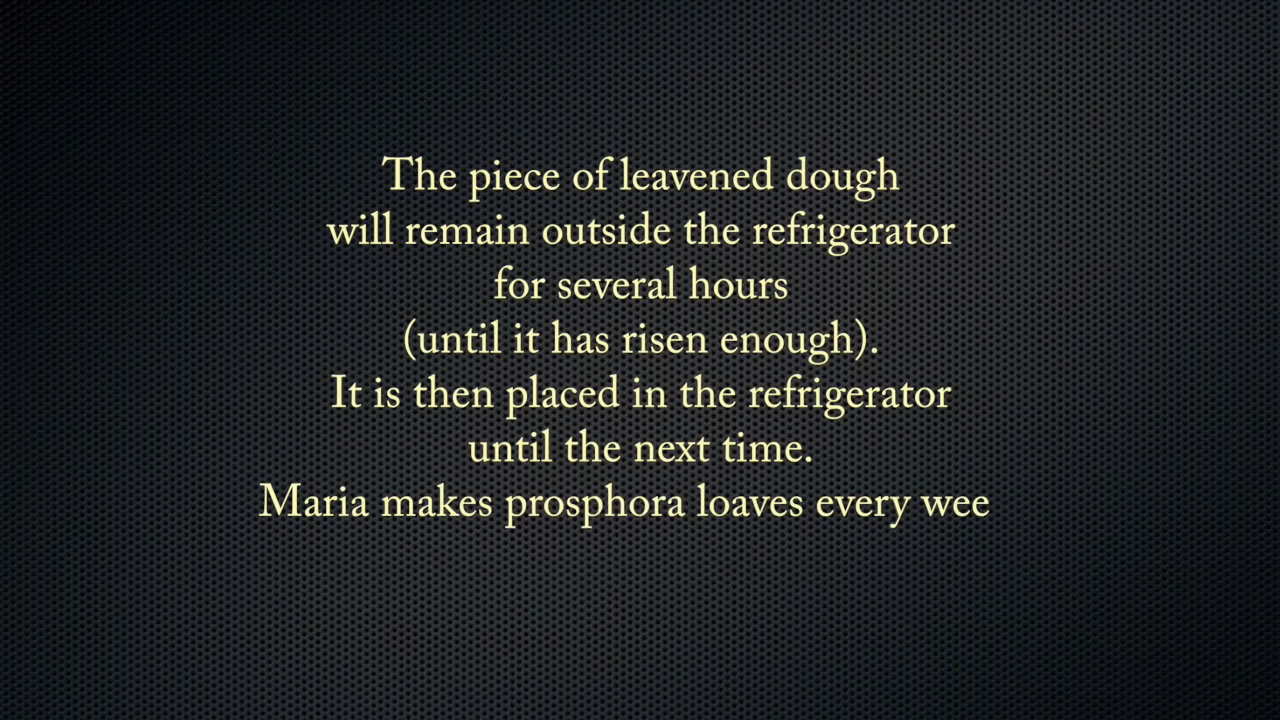 The piece of leavened dough
will remain outside the refrigerator
for several hours
(until it has risen enough).
It is then placed in the refrigerator
until the next time.
Maria makes prosphora loaves every wee